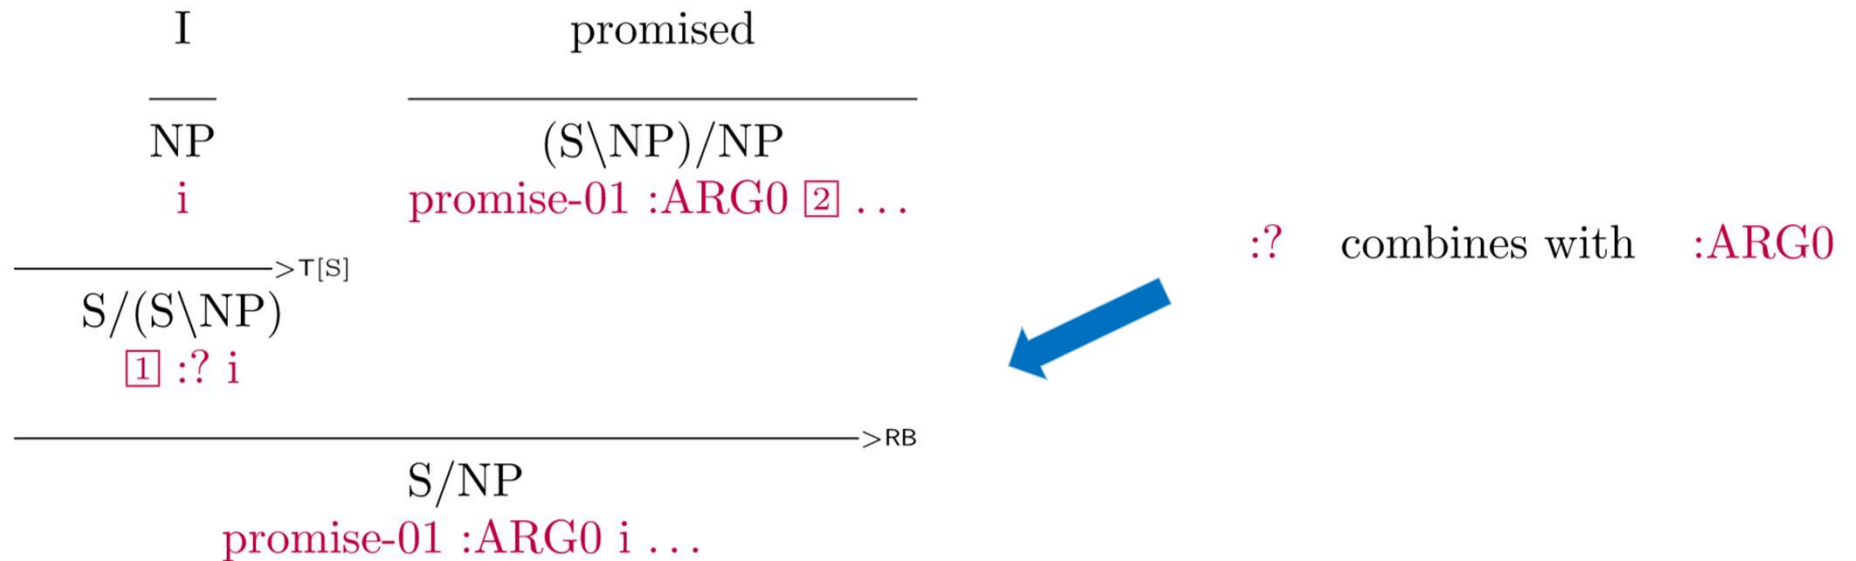 I promised
NP (S\NP)/NP
i promise-01 :ARG0 2 ...
:? combines with :ARG0
>T[S]
S/(S\NP)
1 :? i
>RB
S/NP
promise-01 :ARG0 i ...